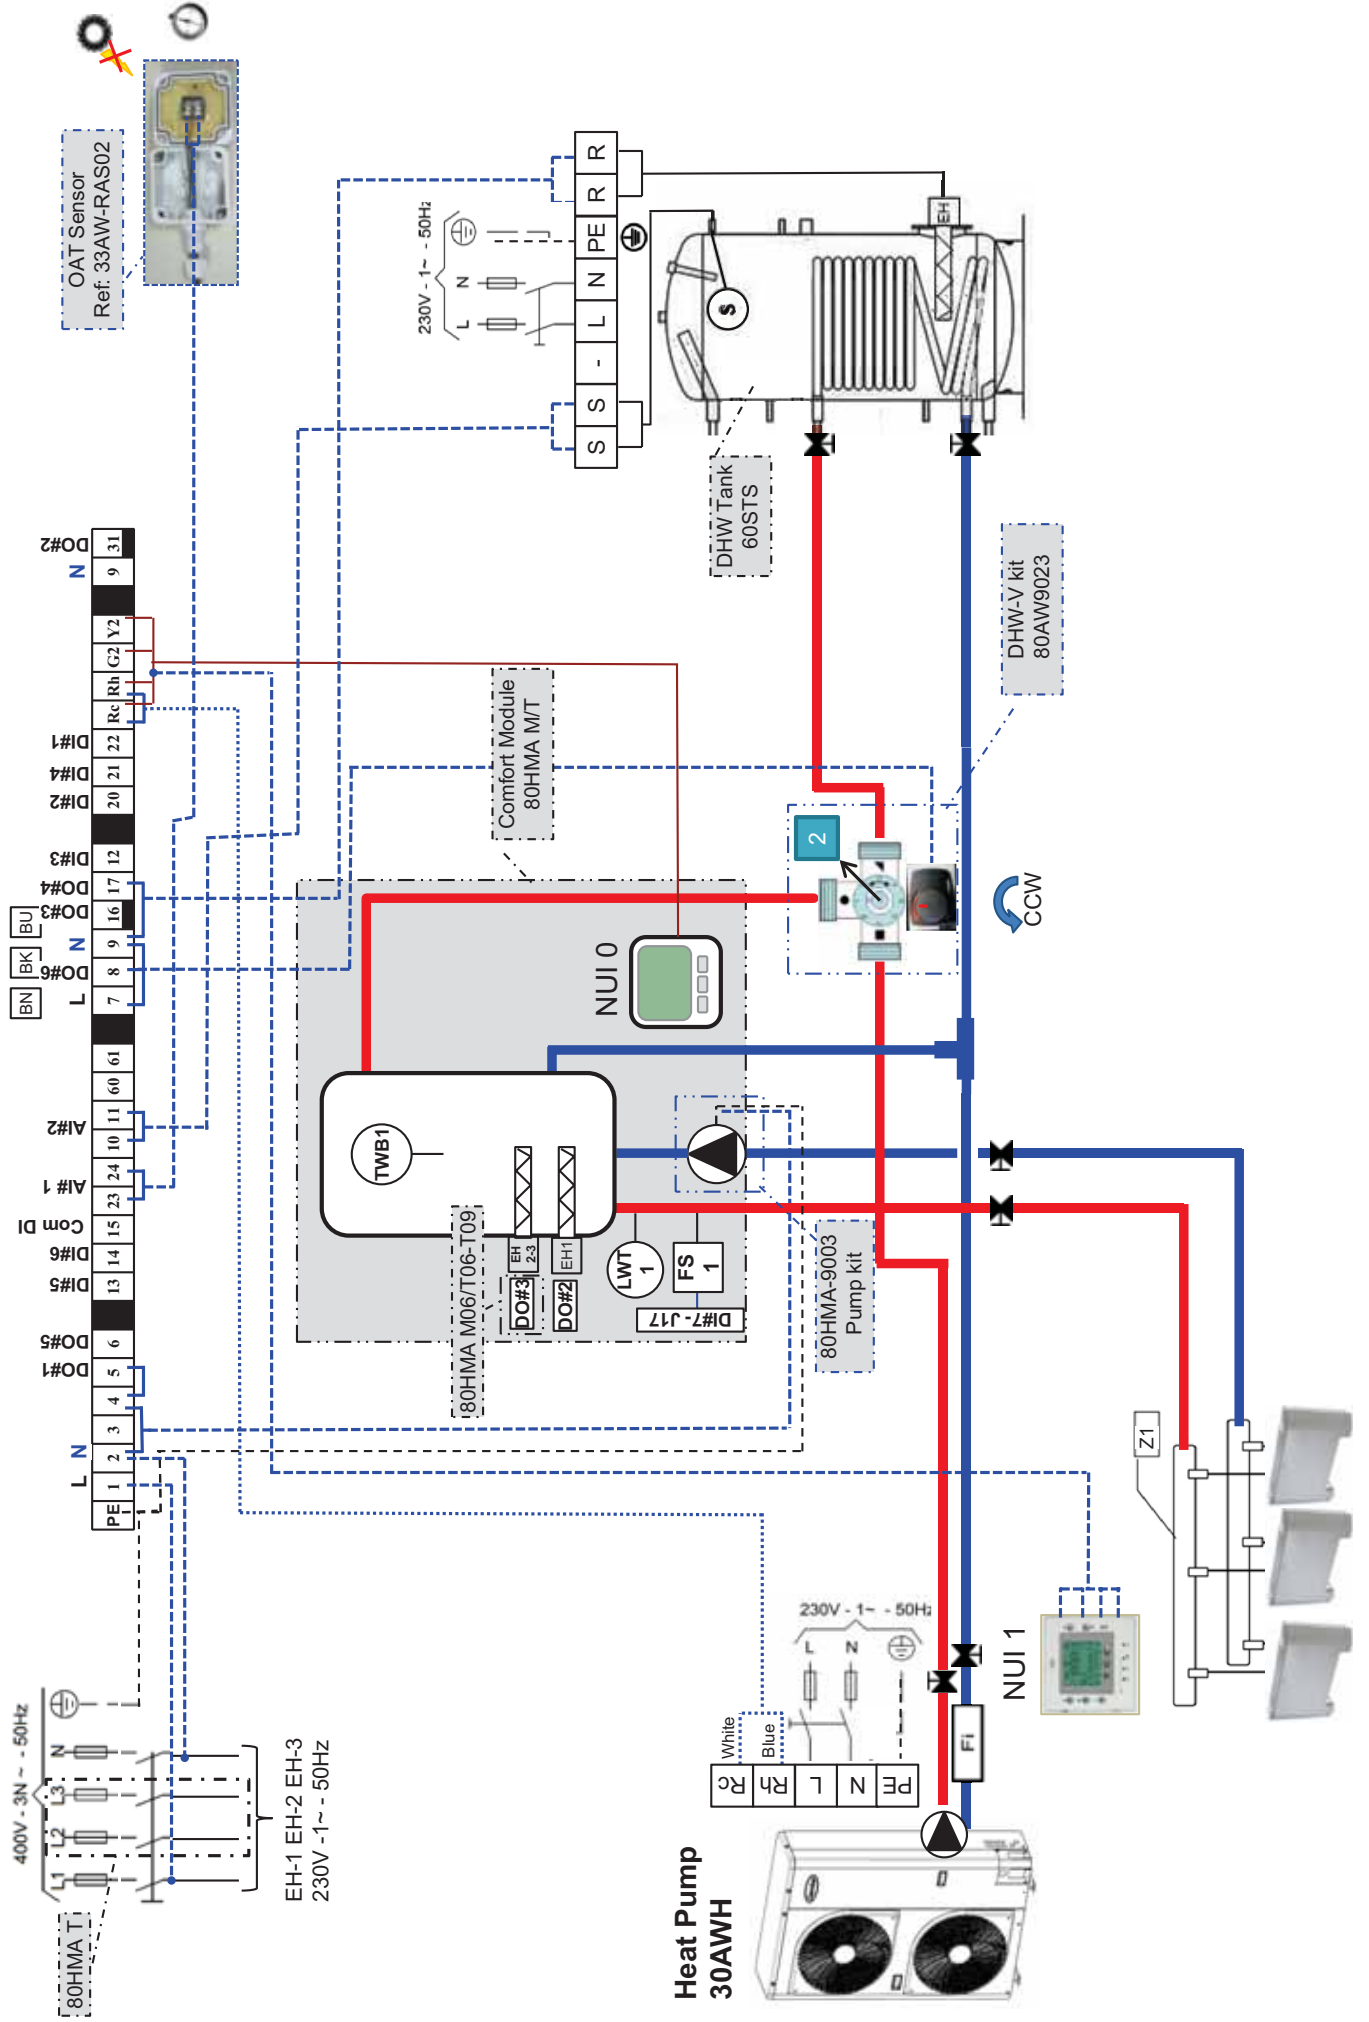 OAT Sensor
Ref: 33AW-RAS02
DO#2
N
DI#1
DI#4
DI#2
DI#3
DO#4
DO#3
N
DO#6
L
AI#2
AI# 1
Com DI
DI#6
DI#5
DO#5
DO#1
N
L
BU
BK
BN
PE 1 2 3 4 5 6 13 14 15 23 24 10 11 60 61 7 8 9 16 17 12 20 21 22 Rc Rh G2 Y2 9 31
230V - 1~ - 50Hz
L
N
S S - L N PE R R
S
EH
DHW Tank
60STS
DHW-V kit
80AW9023
Comfort Module
80HMA M/T
2
CCW
NUI 0
TWB1
EH
2-3
EH1
DO#3
DO#2
80HMA M06/T06-T09
LWT
1
FS
1
DI#7- J17
80HMA-9003
Pump kit
Z1
NUI 1
400V - 3N ~ - 50Hz
L1
L2
L3
N
80HMA T
EH-1 EH-2 EH-3
230V -1~ - 50Hz
230V - 1~ - 50Hz
L
N
White
Blue
Rc
Rh
L
N
PE
Fi
Heat Pump
30AWH